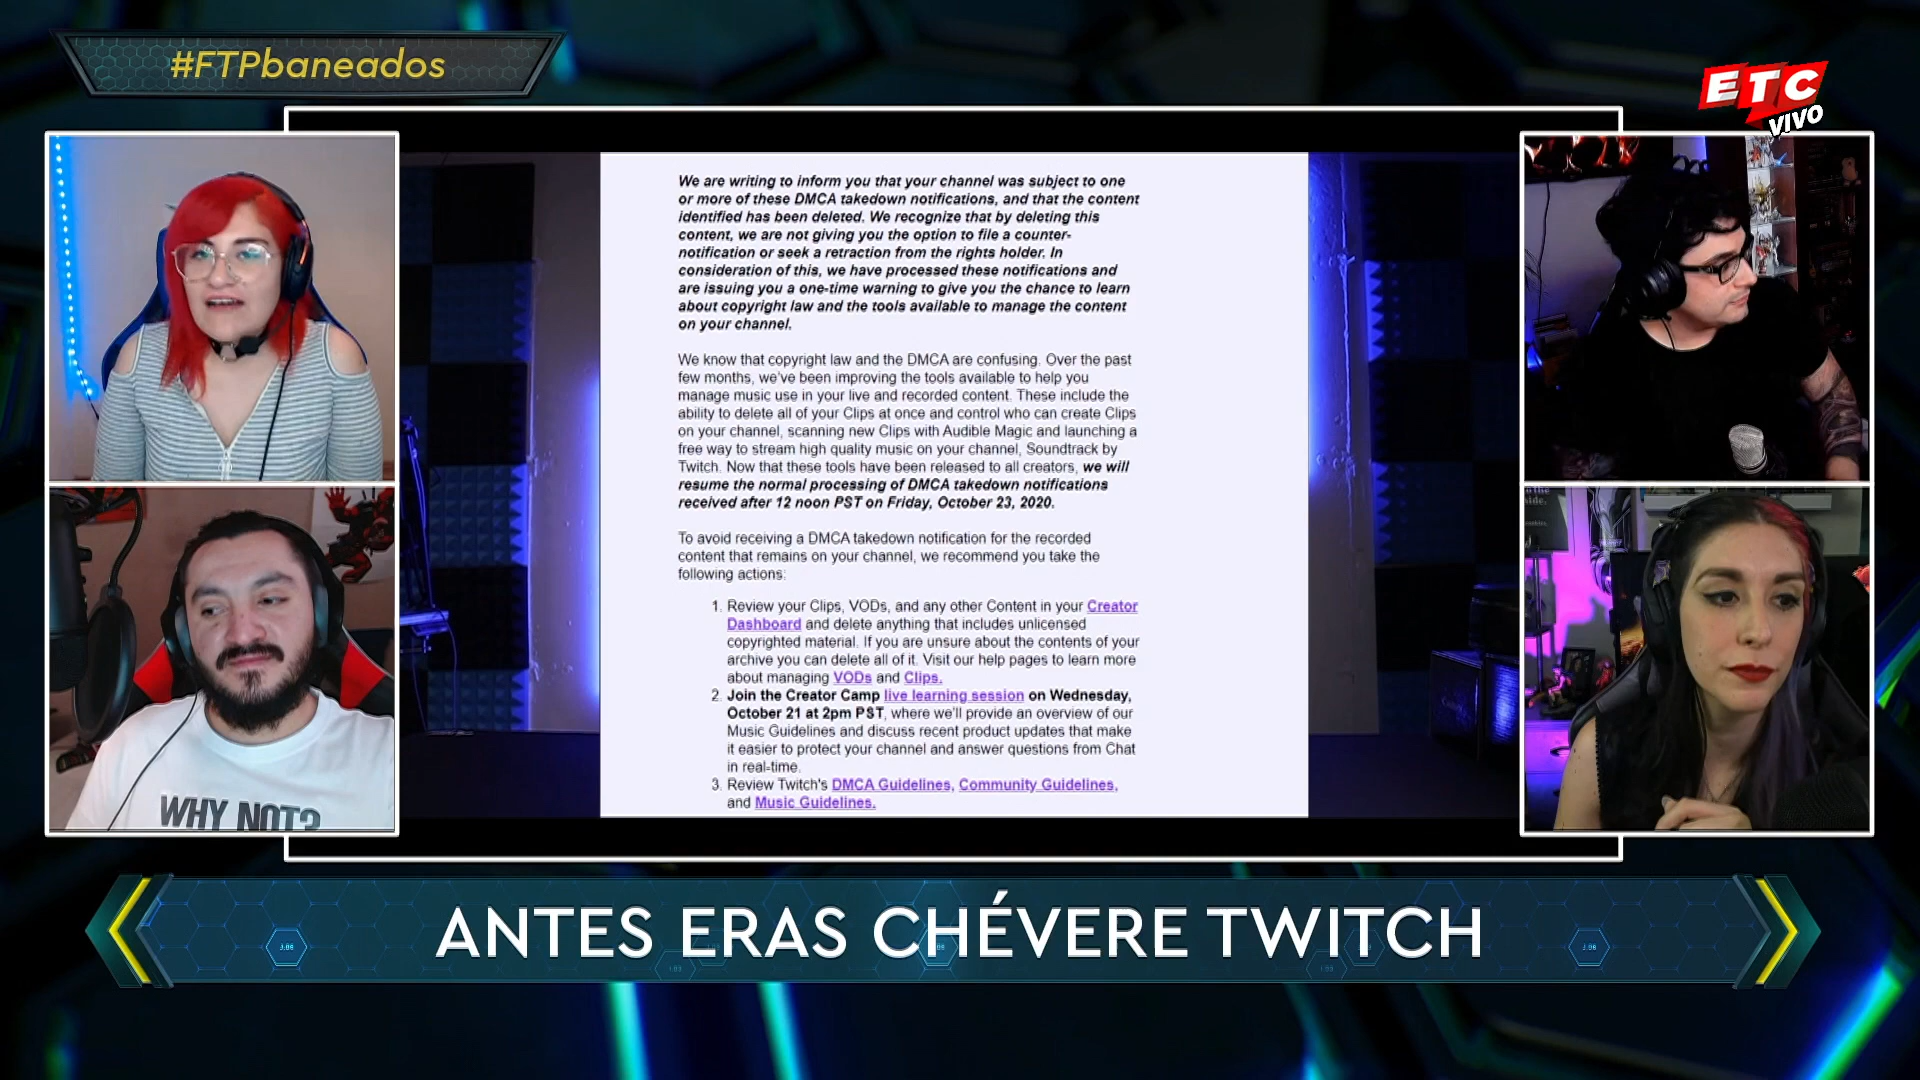 #FTPbaneados
ETC
VIVO
We are writing to inform you that your channel was subject to one
or more of these DMCA takedown notifications, and that the content
identified has been deleted. We recognize that by deleting this
content, we are not giving you the option to file a counter-
notification or seek a retraction from the rights holder. In
consideration of this, we have processed these notifications and
are issuing you a one-time warning to give you the chance to learn
about copyright law and the tools available to manage the content
on your channel.
We know that copyright law and the DMCA are confusing. Over the past
few months, we've been improving the tools available to help you
manage music use in your live and recorded content. These include the
ability to delete all of your Clips at once and control who can create Clips
on your channel, scanning new Clips with Audible Magic and launching a
free way to stream high quality music on your channel, Soundtrack by
Twitch. Now that these tools have been released to all creators, we will
resume the normal processing of DMCA takedown notifications
received after 12 noon PST on Friday, October 23, 2020.
To avoid receiving a DMCA takedown notification for the recorded
content that remains on your channel, we recommend you take the
following actions:
1. Review your Clips, VODs, and any other Content in your Creator
Dashboard and delete anything that includes unlicensed
copyrighted material. If you are unsure about the contents of your
archive you can delete all of it. Visit our help pages to learn more
about managing VODs and Clips.
2. Join the Creator Camp live learning session on Wednesday,
October 21 at 2pm PST, where we'll provide an overview of our
Music Guidelines and discuss recent product updates that make
it easier to protect your channel and answer questions from Chat
in real-time.
3. Review Twitch's DMCA Guidelines, Community Guidelines,
and Music Guidelines.
WHY NOT?
ANTES ERAS CHÉVERE TWITCH